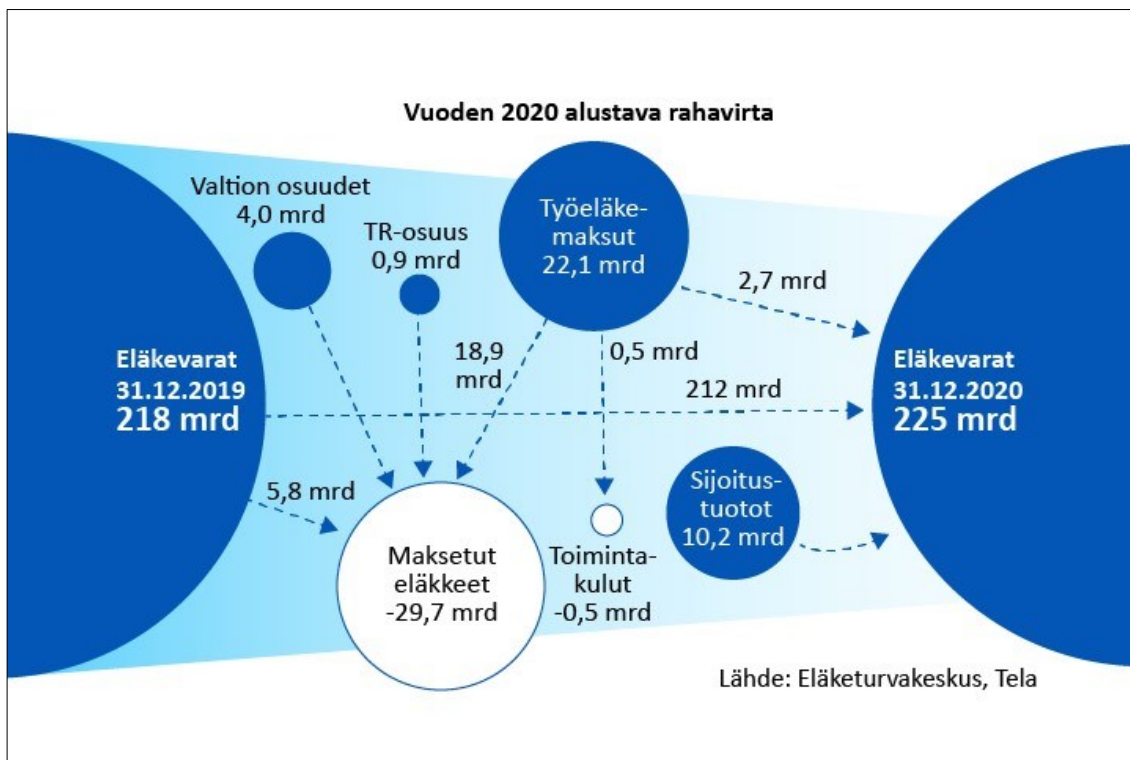 Vuoden 2020 alustava rahavirta
Valtion osuudet
4,0 mrd
TR-osuus
0,9 mrd
Työeläke-
maksut
22,1 mrd
2,7 mrd
18,9
mrd
0,5 mrd
212 mrd
Eläkevarat
31.12.2019
218 mrd
Eläkevarat
31.12.2020
225 mrd
5,8 mrd
Maksetut
eläkkeet
-29,7 mrd
Toiminta-
kulut
-0,5 mrd
Sijoitus-
tuotot
10,2 mrd
Lähde: Eläketurvakeskus, Tela